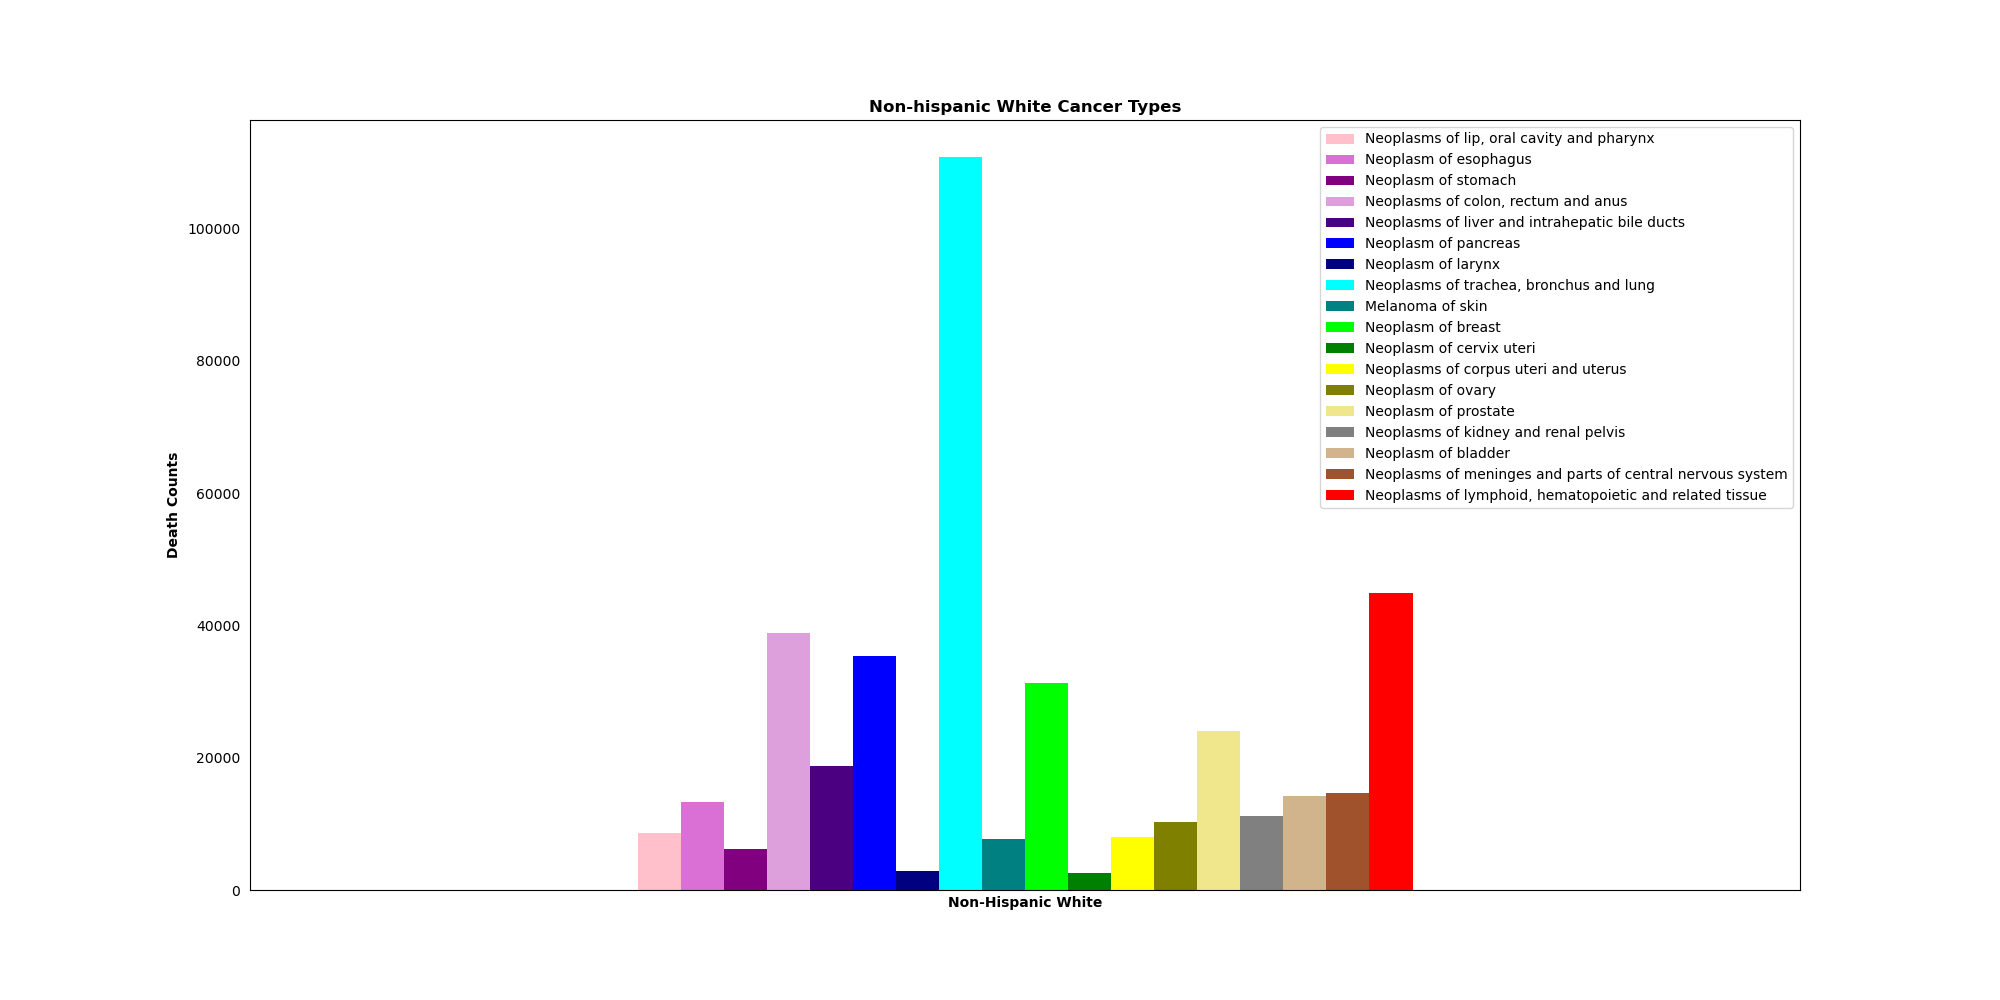 Non-hispanic White Cancer Types
Neoplasms of lip, oral cavity and pharynx
Neoplasm of esophagus
Neoplasm of stomach
Neoplasms of colon, rectum and anus
Neoplasms of liver and intrahepatic bile ducts
Neoplasm of pancreas
Neoplasm of larynx
Neoplasms of trachea, bronchus and lung
Melanoma of skin
Neoplasm of breast
Neoplasm of cervix uteri
Neoplasms of corpus uteri and uterus
Neoplasm of ovary
Neoplasm of prostate
Neoplasms of kidney and renal pelvis
Neoplasm of bladder
Neoplasms of meninges and parts of central nervous system
Neoplasms of lymphoid, hematopoietic and related tissue
Death Counts
100000
80000
60000
40000
20000
0
Non-Hispanic White